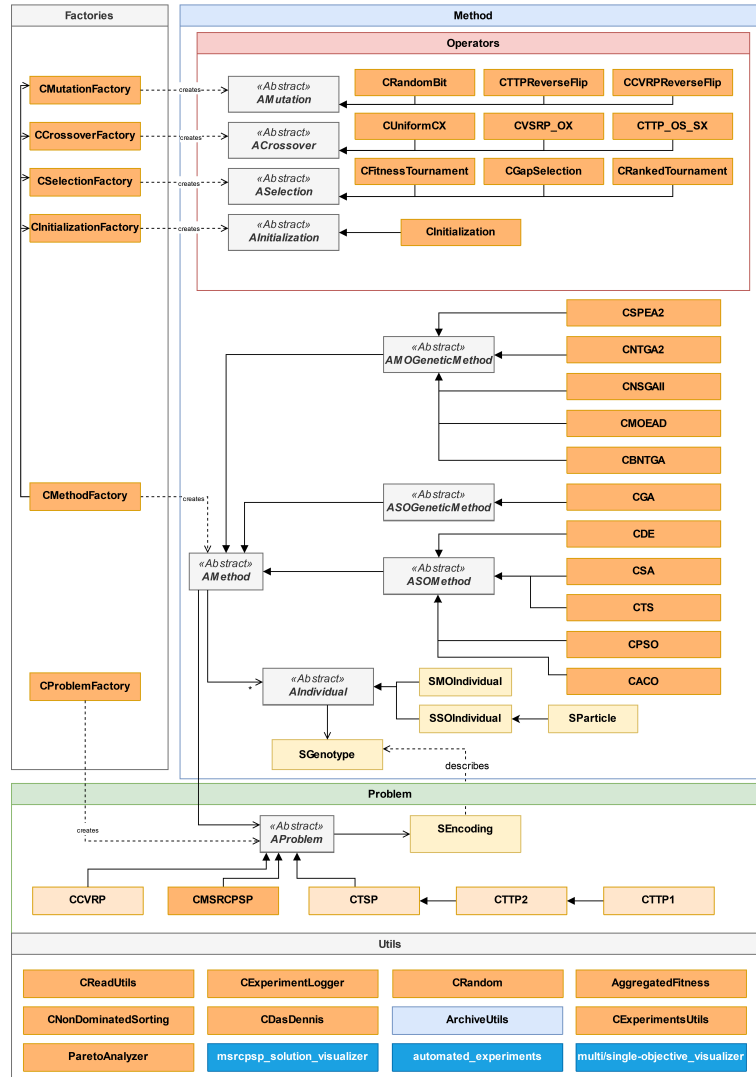 Factories
Method
Operators
CMutationFactory
creates
«Abstract»
AMutation
CRandomBit
CTTPReverseFlip
CCVRPReverseFlip
CCrossoverFactory
creates
«Abstract»
ACrossover
CUniformCX
CVSRP_OX
CTTP_OS_SX
CSelectionFactory
creates
«Abstract»
ASelection
CFitnessTournament
CGapSelection
CRankedTournament
CInitializationFactory
creates
«Abstract»
AInitialization
CInitialization
CSPEA2
«Abstract»
AMOGeneticMethod
CNTGA2
CNSGAII
CMOEAD
CBNTGA
CMethodFactory
creates
«Abstract»
ASOGeneticMethod
CGA
CDE
«Abstract»
AMethod
«Abstract»
ASOMethod
CSA
CTS
CPSO
CACO
CProblemFactory
*
«Abstract»
AIndividual
SMOIndividual
SSOIndividual
SParticle
SGenotype
describes
Problem
creates
«Abstract»
AProblem
SEncoding
CCVRP
CMSRCPSP
CTSP
CTTP2
CTTP1
Utils
CReadUtils
CExperimentLogger
CRandom
AggregatedFitness
CNonDominatedSorting
CDasDennis
ArchiveUtils
CExperimentsUtils
ParetoAnalyzer
msrcpsp_solution_visualizer
automated_experiments
multi/single-objective_visualizer